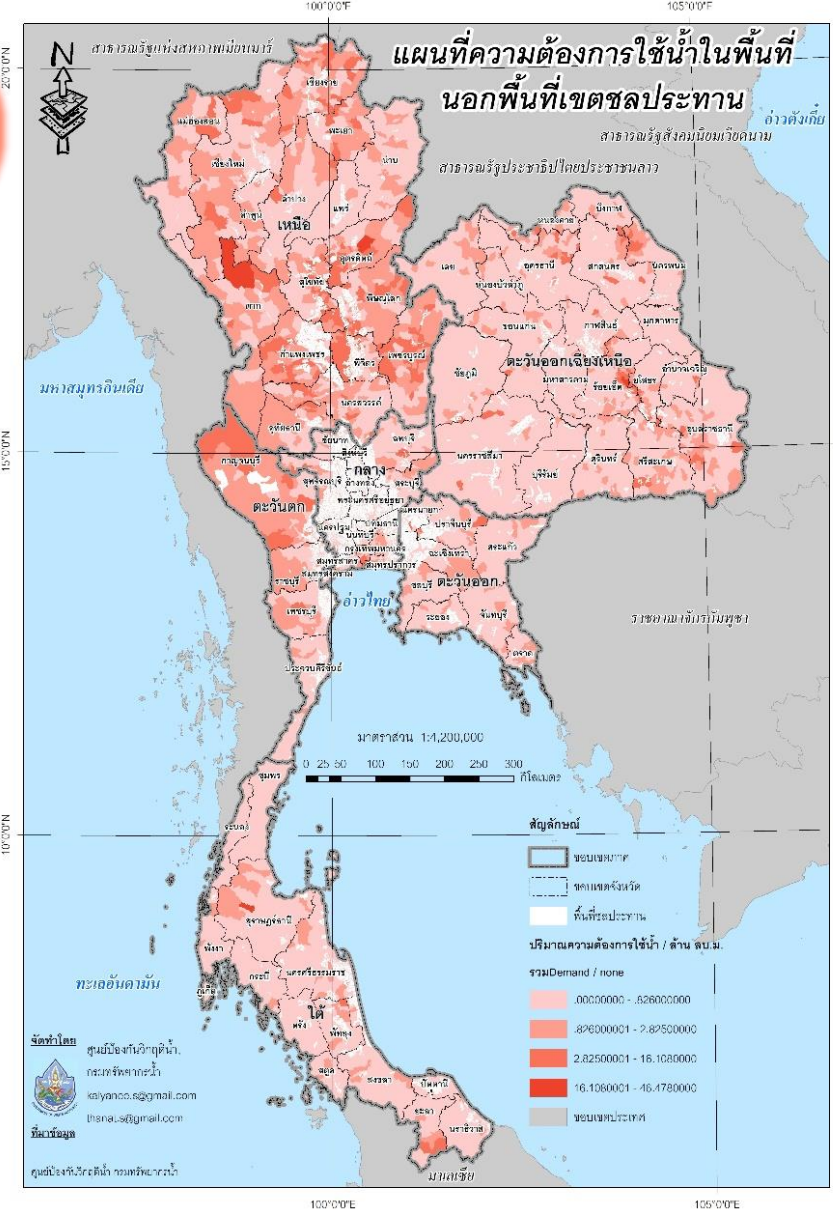 100°0'0"E
105°0'0"E
20°0'0"N
15°0'0"N
10°0'0"N
N
แผนที่ความต้องการใช้น้ำในพื้นที่
นอกพื้นที่เขตชลประทาน
สาธารณรัฐแห่งสหภาพเมียนมาร์
อ่าวตังเกี๋ย
สาธารณรัฐสังคมนิยมเวียดนาม
สาธารณรัฐประชาธิปไตยประชาชนลาว
เชียงราย
แม่ฮ่องสอน
พะเยา
เชียงใหม่
น่าน
ลำปาง
ลำพูน
แพร่
เหนือ
อุตรดิตถ์
สุโขทัย
ตาก
พิษณุโลก
กำแพงเพชร
พิจิตร
เพชรบูรณ์
นครสวรรค์
อุทัยธานี
บึงกาฬ
หนองคาย
เลย
อุดรธานี
สกลนคร
นครพนม
หนองบัวลำภู
ขอนแก่น
กาฬสินธุ์
มุกดาหาร
ตะวันออกเฉียงเหนือ
ชัยภูมิ
มหาสารคาม
ร้อยเอ็ด
ยโสธร
อำนาจเจริญ
อุบลราชธานี
นครราชสีมา
บุรีรัมย์
สุรินทร์
ศรีสะเกษ
มหาสมุทรอินเดีย
ชัยนาท
ลพบุรี
สิงห์บุรี
กลาง
กาญจนบุรี
สุพรรณบุรี
อ่างทอง
สระบุรี
ตะวันตก
พระนครศรีอยุธยา
นครนายก
ปราจีนบุรี
นครปฐม
ปทุมธานี
นนทบุรี
กรุงเทพมหานคร
ฉะเชิงเทรา
สระแก้ว
สมุทรสาคร
สมุทรปราการ
ราชบุรี
สมุทรสงคราม
ชลบุรี
ตะวันออก
เพชรบุรี
อ่าวไทย
ระยอง
จันทบุรี
ตราด
ราชอาณาจักรกัมพูชา
ประจวบคีรีขันธ์
มาตราส่วน 1:4,200,000
0 25 50 100 150 200 250 300
กิโลเมตร
ชุมพร
ระนอง
สุราษฎร์ธานี
พังงา
กระบี่
นครศรีธรรมราช
ภูเก็ต
ใต้
ตรัง
พัทลุง
สตูล
สงขลา
ปัตตานี
ยะลา
นราธิวาส
มาเลเซีย
ทะเลอันดามัน
สัญลักษณ์
ขอบเขตภาค
ขอบเขตจังหวัด
พื้นที่ชลประทาน
ปริมาณความต้องการใช้น้ำ / ล้าน ลบ.ม.
รวมDemand / none
.00000000 - .826000000
.826000001 - 2.82500000
2.82500001 - 16.1080000
16.1080001 - 46.4780000
ขอบเขตประเทศ
จัดทำโดย
ศูนย์ป้องกันวิกฤติน้ำ,
กรมทรัพยากรน้ำ
ที่มาข้อมูล
ศูนย์ป้องกันวิกฤติน้ำ กรมทรัพยากรน้ำ
100°0'0"E
105°0'0"E